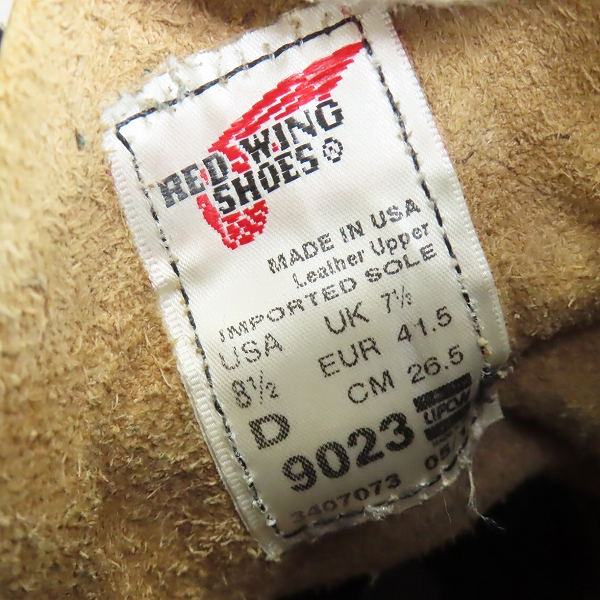 RED WING
SHOES ®
MADE IN USA
Leather Upper
IMPORTED SOLE
USA UK 7½
8½ EUR 41.5
D CM 26.5
9023 UFCW
3407073